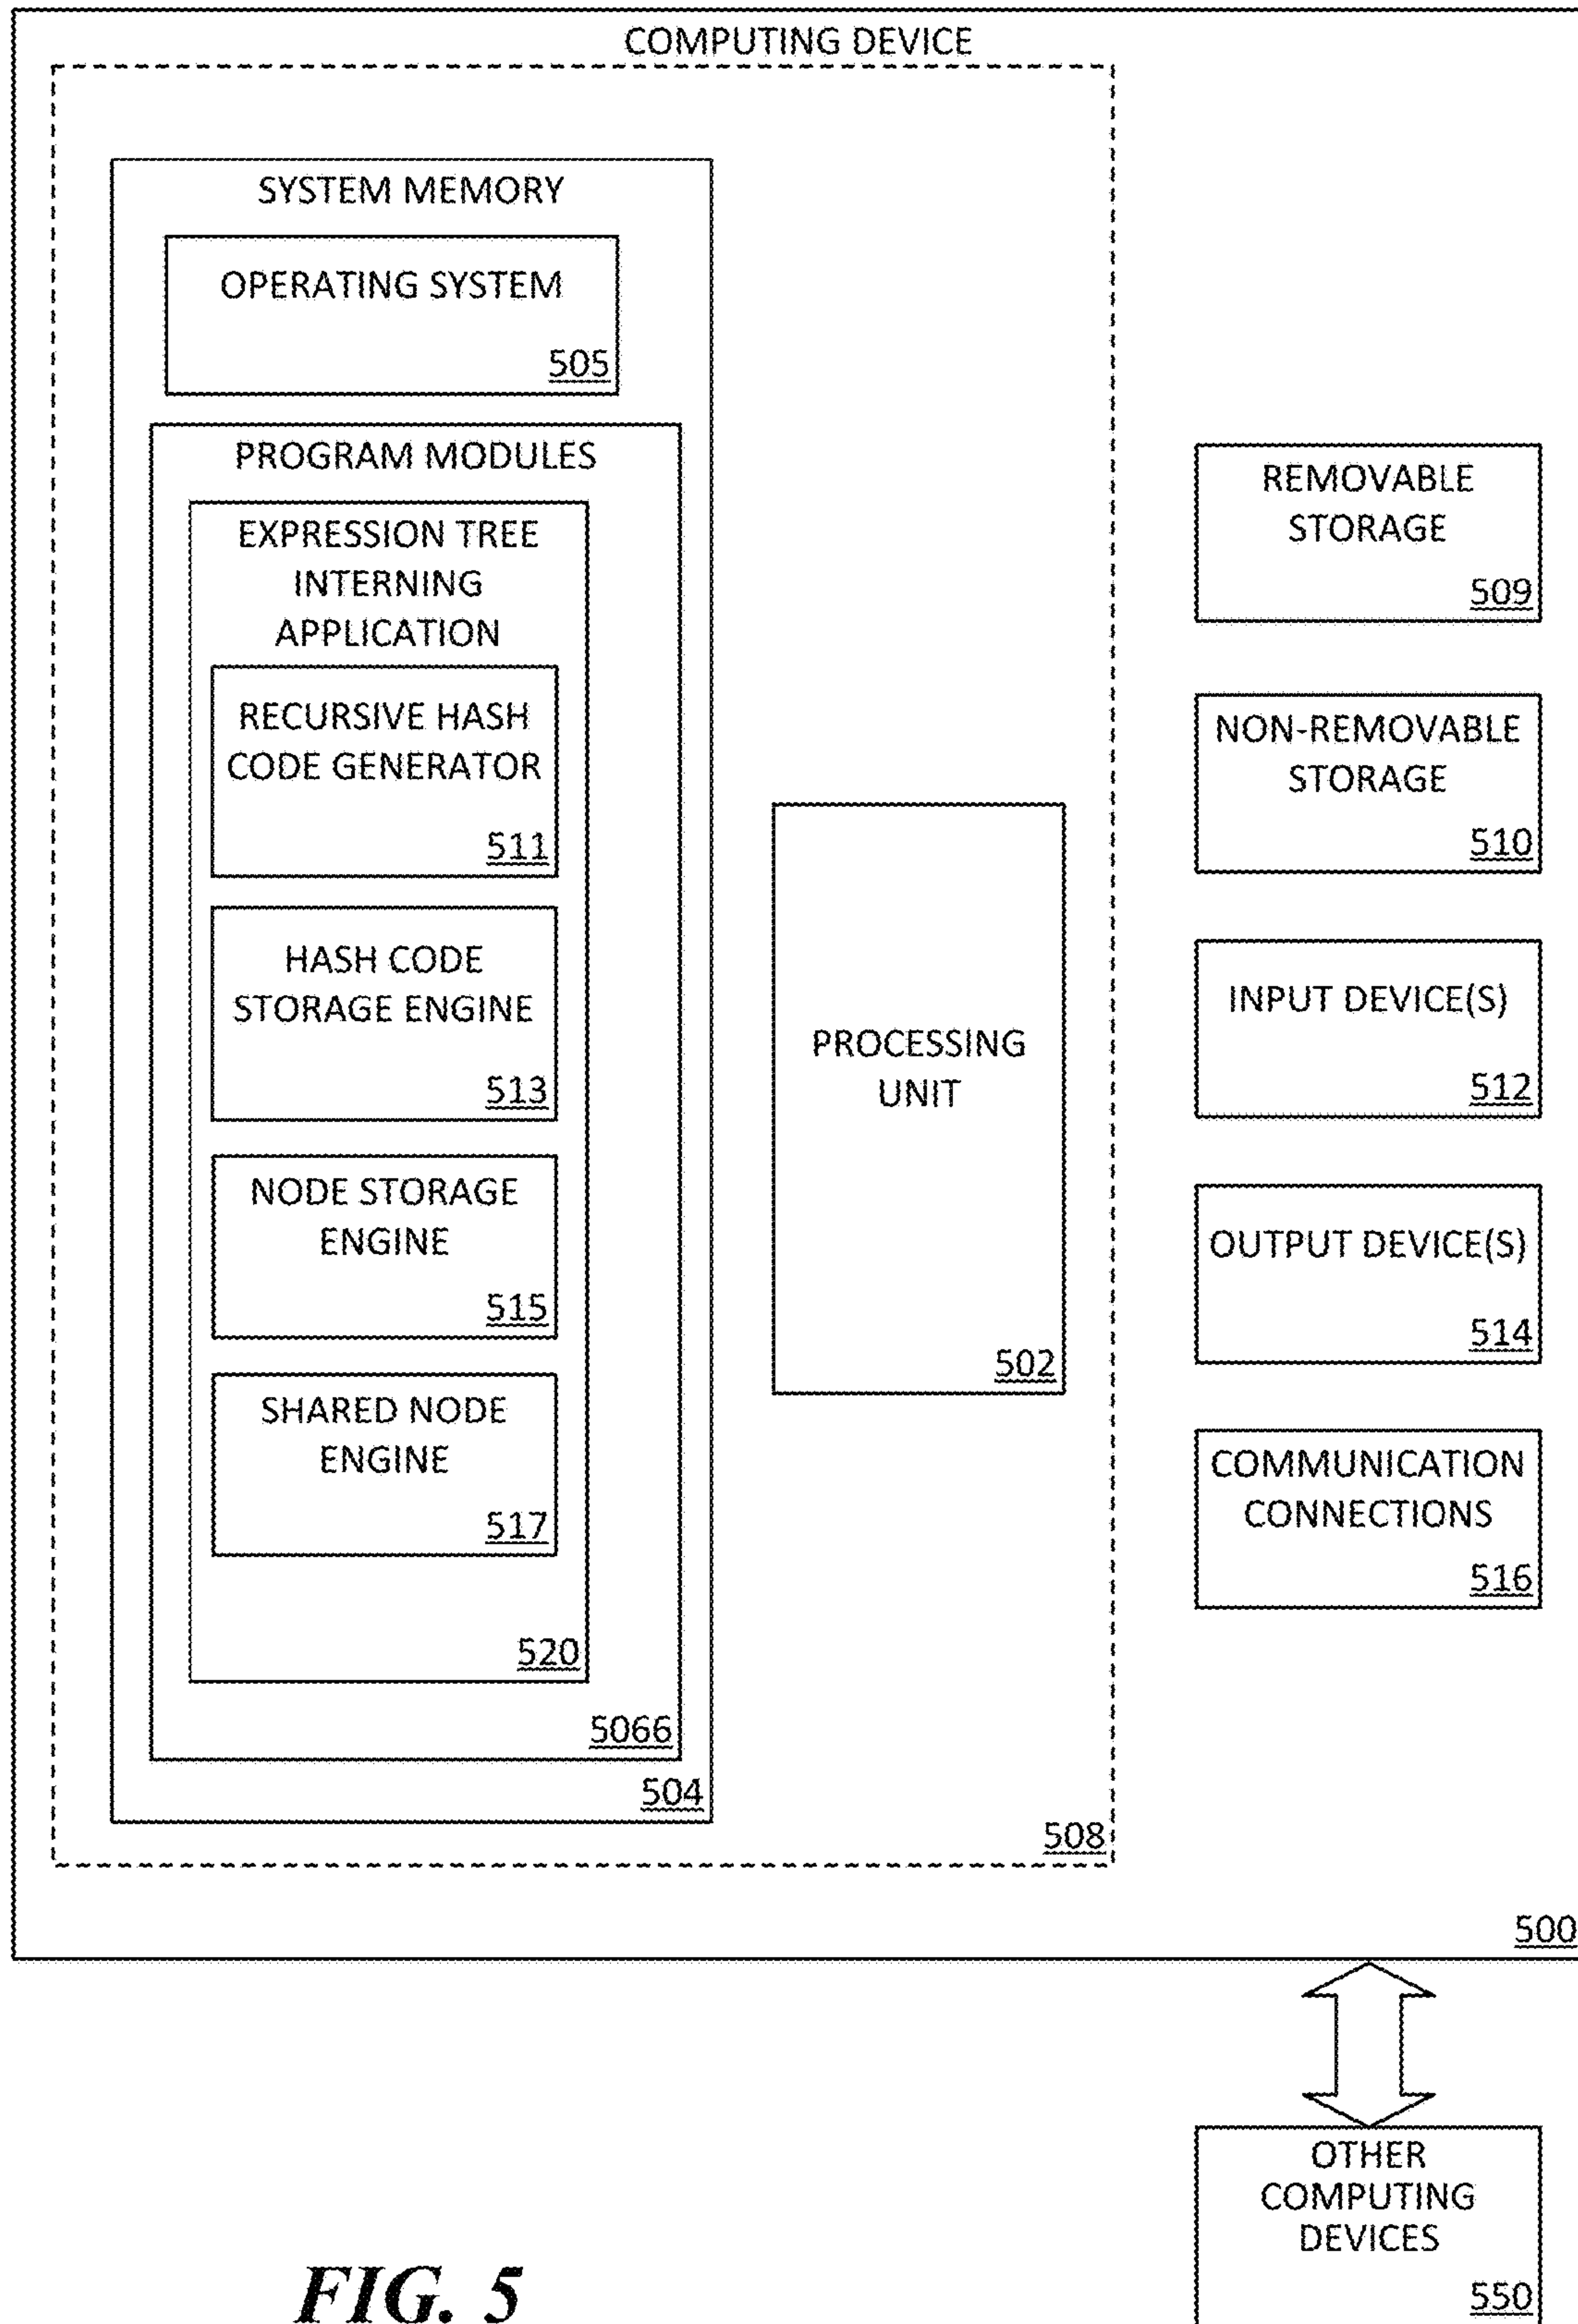 COMPUTING DEVICE
SYSTEM MEMORY
OPERATING SYSTEM
505
PROGRAM MODULES
EXPRESSION TREE
INTERNING
APPLICATION
RECURSIVE HASH
CODE GENERATOR
511
HASH CODE
STORAGE ENGINE
513
NODE STORAGE
ENGINE
515
SHARED NODE
ENGINE
517
520
5066
504
PROCESSING
UNIT
502
508
REMOVABLE
STORAGE
509
NON-REMOVABLE
STORAGE
510
INPUT DEVICE(S)
512
OUTPUT DEVICE(S)
514
COMMUNICATION
CONNECTIONS
516
500
OTHER
COMPUTING
DEVICES
550
FIG. 5